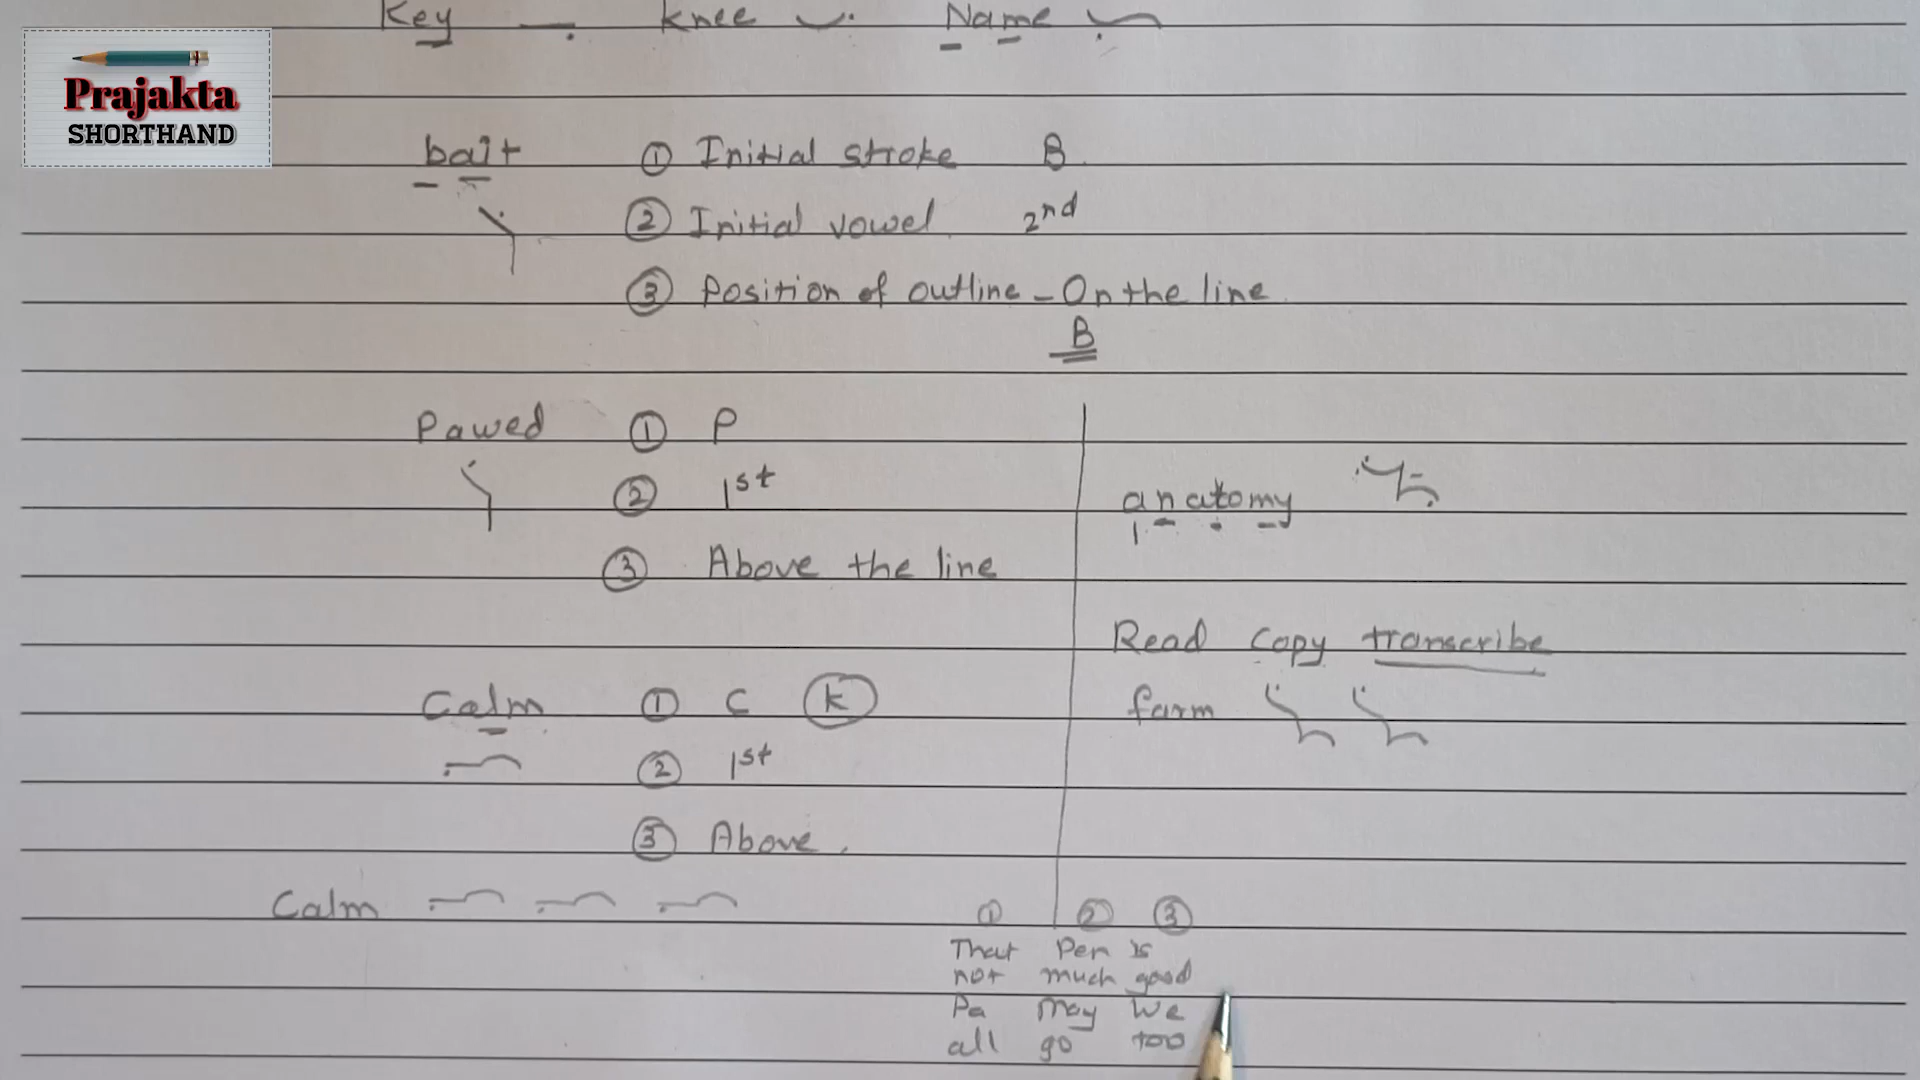 Key Knee Name
Prajakta
SHORTHAND
bait ① Initial stroke B
② Initial vowel 2nd
③ Position of outline - On the line
B
Pawed ① P
② 1st
③ Above the line
anatomy
Read Copy transcribe
farm
Calm ① C K
② 1st
③ Above.
Calm
① ② ③
That Pen is
not much good
Pa may we
all go too